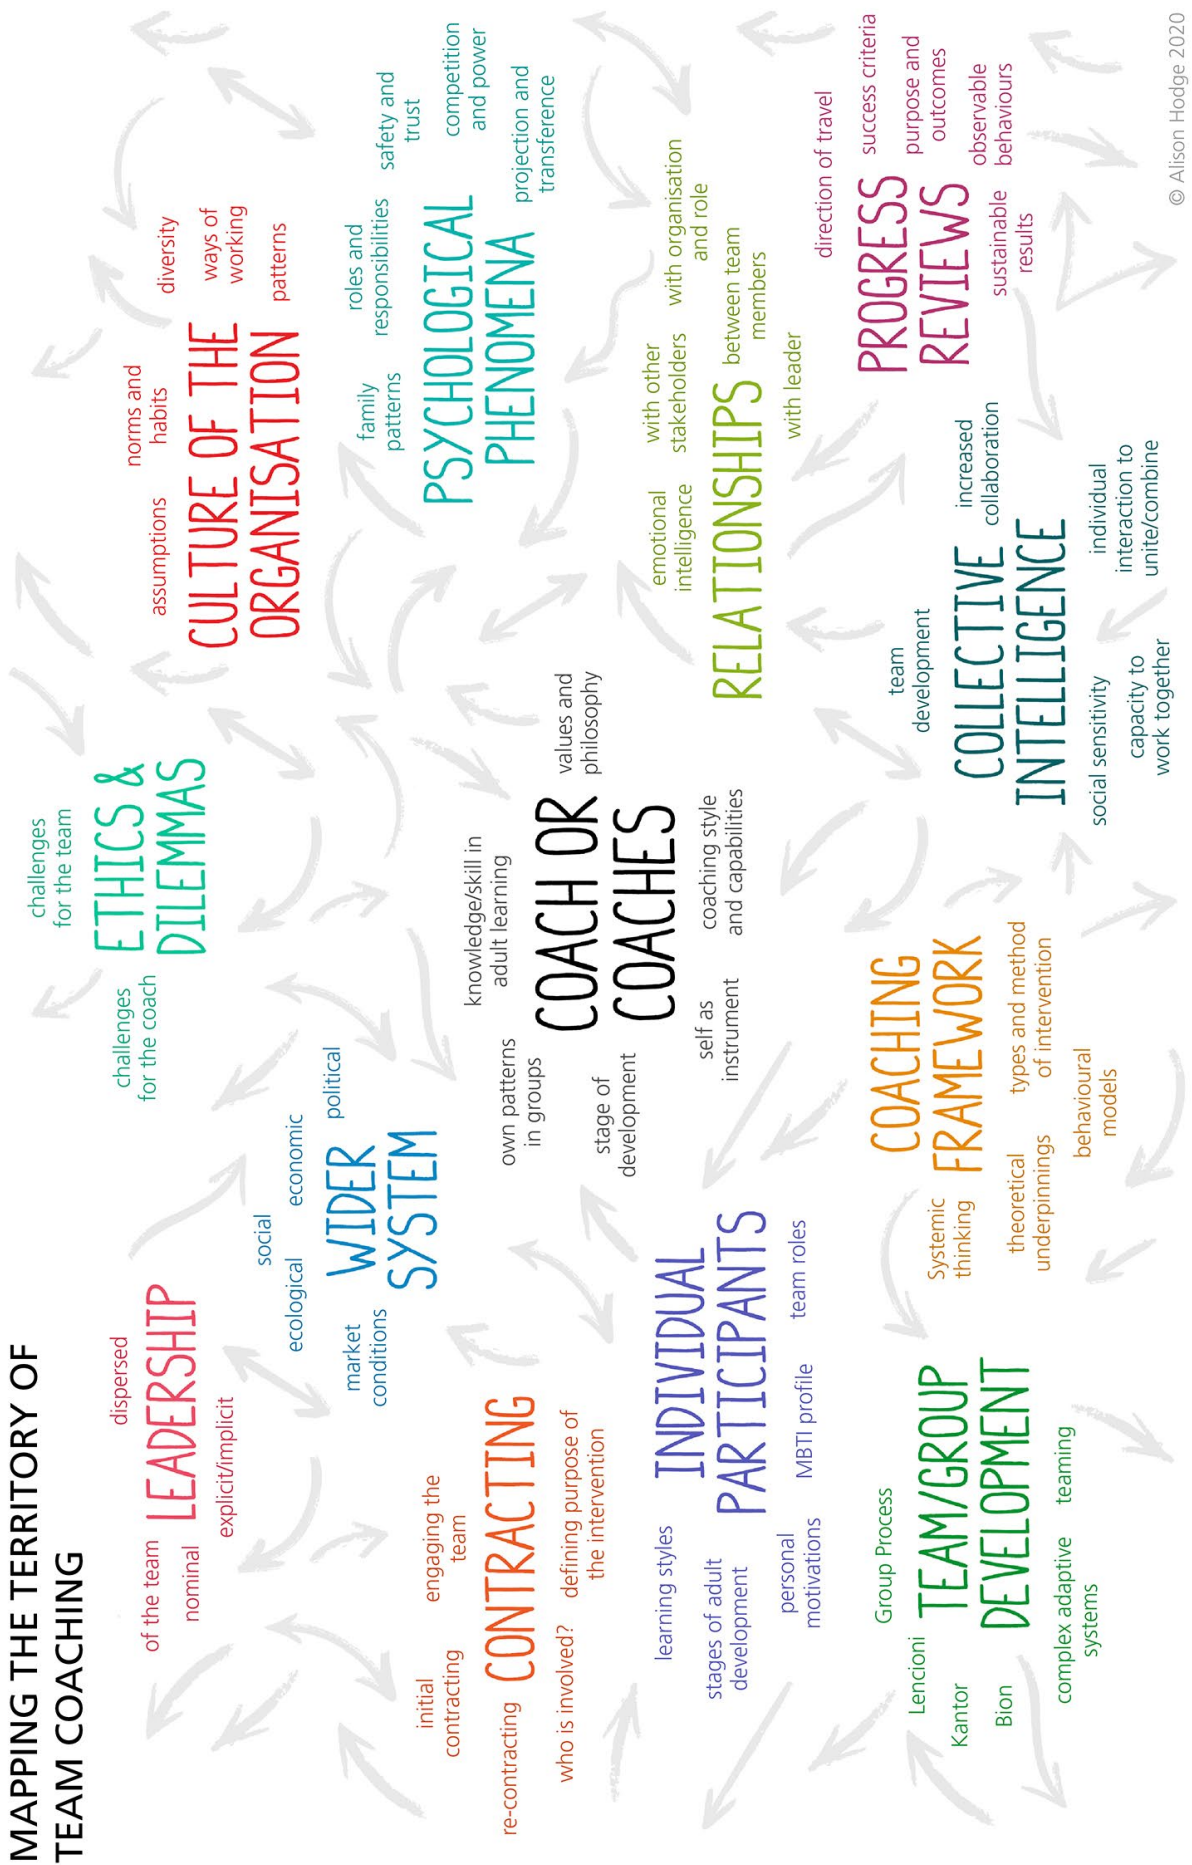 MAPPING THE TERRITORY OF
TEAM COACHING
of the team
dispersed
LEADERSHIP
nominal
explicit/implicit
challenges
for the team
ETHICS &
DILEMMAS
challenges
for the coach
assumptions
norms and
habits
diversity
ways of
working
patterns
CULTURE OF THE
ORGANISATION
market
conditions
ecological
social
economic
political
WIDER
SYSTEM
family
patterns
roles and
responsibilities
safety and
trust
competition
and power
projection and
transference
PSYCHOLOGICAL
PHENOMENA
initial
contracting
engaging the
team
CONTRACTING
re-contracting
who is involved?
defining purpose of
the intervention
own patterns
in groups
knowledge/skill in
adult learning
values and
philosophy
COACH OR
COACHES
stage of
development
self as
instrument
coaching style
and capabilities
emotional
intelligence
with other
stakeholders
with organisation
and role
between team
members
RELATIONSHIPS
with leader
learning styles
INDIVIDUAL
PARTICIPANTS
stages of adult
development
personal
motivations
MBTI profile
team roles
direction of travel
success criteria
purpose and
outcomes
observable
behaviours
PROGRESS
REVIEWS
sustainable
results
Group Process
Lencioni
Kantor
Bion
TEAM/GROUP
DEVELOPMENT
complex adaptive
systems
teaming
COACHING
FRAMEWORK
Systemic
thinking
theoretical
underpinnings
types and method
of intervention
behavioural
models
team
development
increased
collaboration
COLLECTIVE
INTELLIGENCE
social sensitivity
capacity to
work together
individual
interaction to
unite/combine
© Alison Hodge 2020